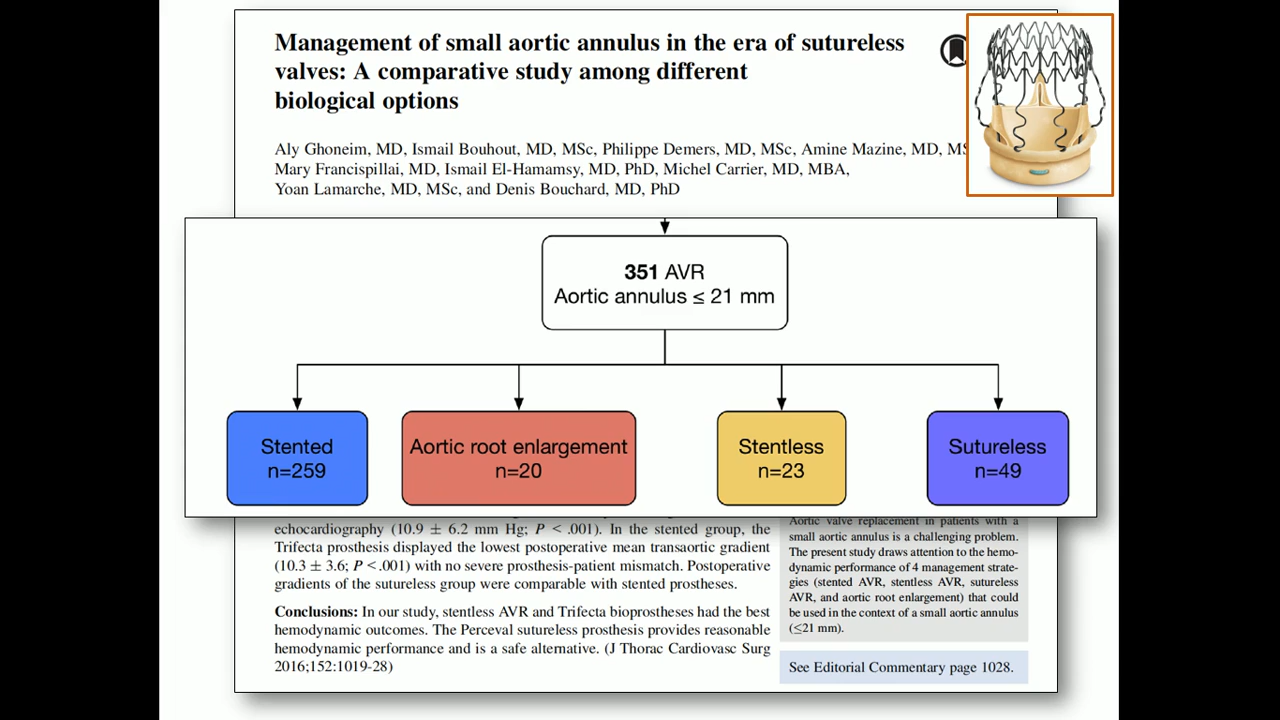 Management of small aortic annulus in the era of sutureless
valves: A comparative study among different
biological options
Aly Ghoneim, MD, Ismail Bouhout, MD, MSc, Philippe Demers, MD, MSc, Amine Mazine, MD,
Mary Francispillai, MD, Ismail El-Hamamsy, MD, PhD, Michel Carrier, MD, MBA,
Yoan Lamarche, MD, MSc, and Denis Bouchard, MD, PhD
351 AVR
Aortic annulus ≤ 21 mm
Stented
n=259
Aortic root enlargement
n=20
Stentless
n=23
Sutureless
n=49
echocardiography (10.9 ± 6.2 mm Hg; P < .001). In the stented group, the
Trifecta prosthesis displayed the lowest postoperative mean transaortic gradient
(10.3 ± 3.6; P <.001) with no severe prosthesis-patient mismatch. Postoperative
gradients of the sutureless group were comparable with stented prostheses.
Conclusions: In our study, stentless AVR and Trifecta bioprostheses had the best
hemodynamic outcomes. The Perceval sutureless prosthesis provides reasonable
hemodynamic performance and is a safe alternative. (J Thorac Cardiovasc Surg
2016;152:1019-28)
Aortic valve replacement in patients with a
small aortic annulus is a challenging problem.
The present study draws attention to the hemo-
dynamic performance of 4 management strate-
gies (stented AVR, stentless AVR, sutureless
AVR, and aortic root enlargement) that could
be used in the context of a small aortic annulus
(≤21 mm).
See Editorial Commentary page 1028.